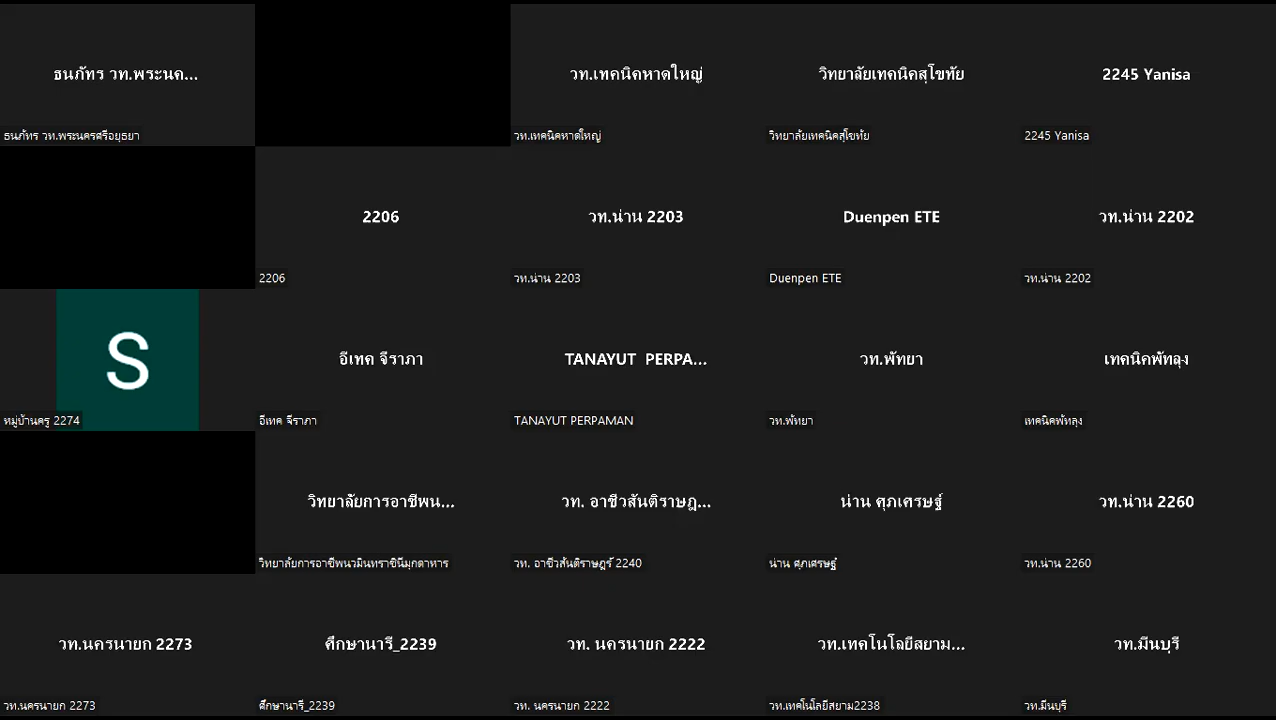 ธนภัทร วท.พระนค...
ธนภัทร วท.พระนครศรีอยุธยา
วท.เทคนิคหาดใหญ่
วท.เทคนิคหาดใหญ่
วิทยาลัยเทคนิคสุโขทัย
วิทยาลัยเทคนิคสุโขทัย
2245 Yanisa
2245 Yanisa
2206
2206
วท.น่าน 2203
วท.น่าน 2203
Duenpen ETE
Duenpen ETE
วท.น่าน 2202
วท.น่าน 2202
S
หมู่บ้านครู 2274
อีเทค จีราภา
อีเทค จีราภา
TANAYUT PERPA...
TANAYUT PERPAMAN
วท.พัทยา
วท.พัทยา
เทคนิคพัทลุง
เทคนิคพัทลุง
วิทยาลัยการอาชีพน...
วิทยาลัยการอาชีพนวมินทราชินีมุกดาหาร
วท. อาชีวสันติราษฎ...
วท. อาชีวสันติราษฎร์ 2240
น่าน ศุภเศรษฐ์
น่าน ศุภเศรษฐ์
วท.น่าน 2260
วท.น่าน 2260
วท.นครนายก 2273
วท.นครนายก 2273
ศึกษานารี_2239
ศึกษานารี_2239
วท. นครนายก 2222
วท. นครนายก 2222
วท.เทคโนโลยีสยาม...
วท.เทคโนโลยีสยาม2238
วท.มีนบุรี
วท.มีนบุรี